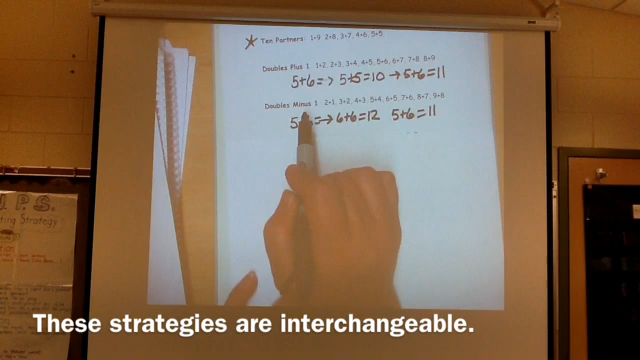 Ten Partners: 1+9 2+8, 3+7, 4+6, 5+5
Doubles Plus 1 1+2, 2+3, 3+4, 4+5, 5+6, 6+7, 7+8, 8+9
5+6 => 5+5=10 → 5+6=11
Doubles Minus 1 2+1, 3+2, 4+3, 5+4, 6+5, 7+6, 8+7, 9+8
→ 6+6=12 5+6=11
Strategy
These strategies are interchangeable.